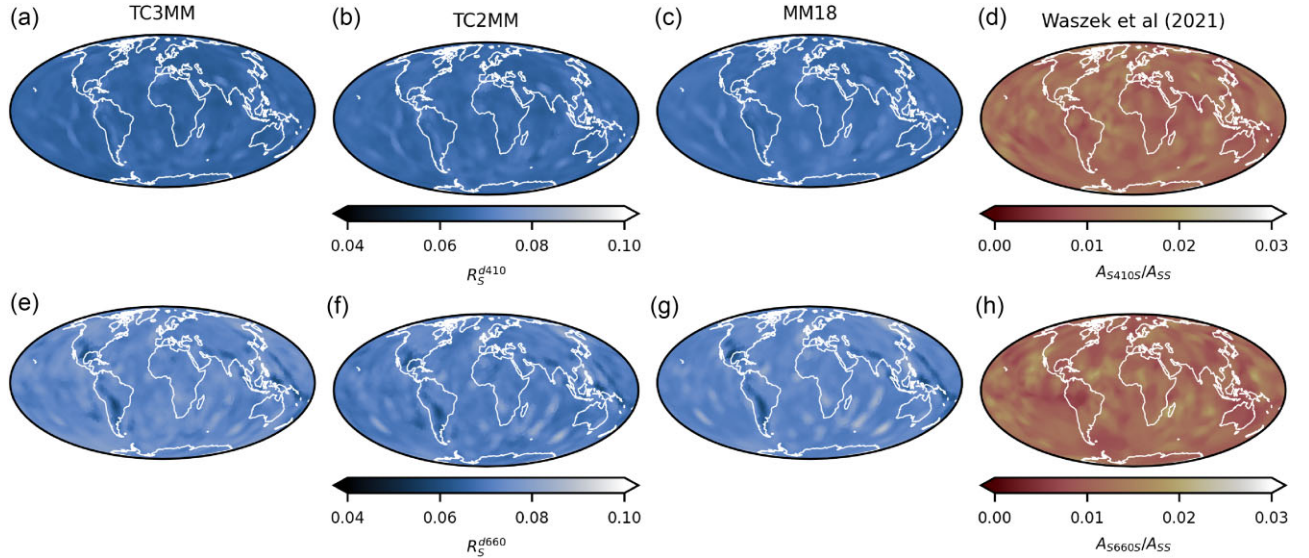 (a) TC3MM (b) TC2MM (c) MM18 (d) Waszek et al (2021)
0.04 0.06 0.08 0.10 0.00 0.01 0.02 0.03
R_S^{d410} A_{S410S}/A_{SS}
(e) (f) (g) (h)
0.04 0.06 0.08 0.10 0.00 0.01 0.02 0.03
R_S^{d660} A_{S660S}/A_{SS}